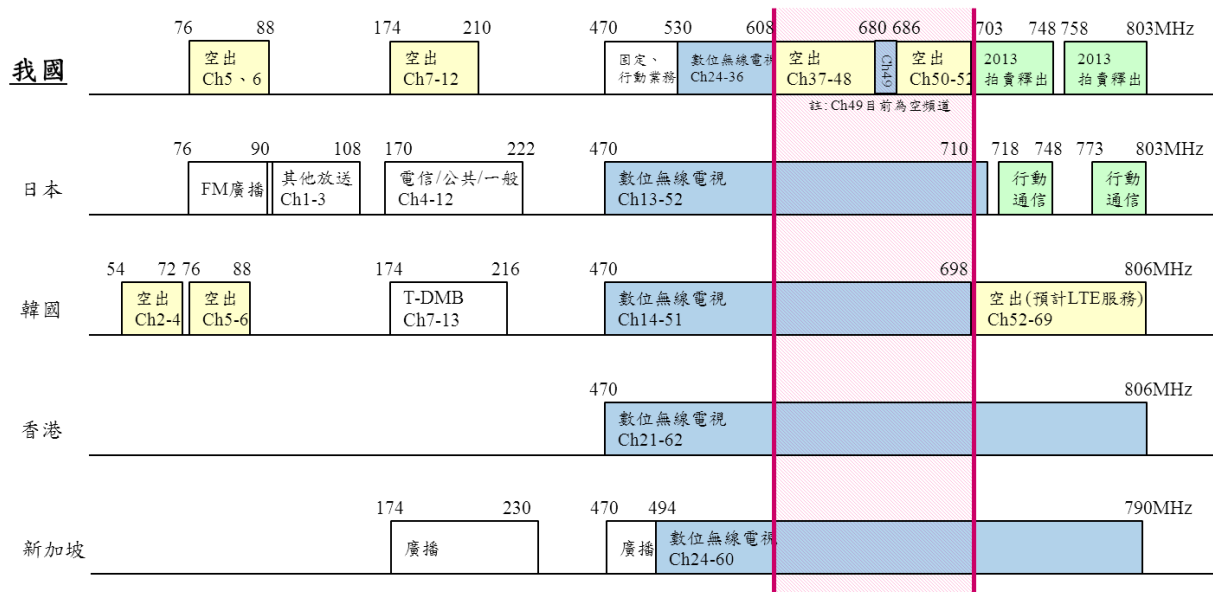 76 88 174 210 470 530 608 680 686 703 748 758 803MHz
我國
空出
Ch5、6
空出
Ch7-12
固定、
行動業務
數位無線電視
Ch24-36
空出
Ch37-48
Ch49
空出
Ch50-52
2013
拍賣釋出
2013
拍賣釋出
註:Ch49目前為空頻道
76 90 108 170 222 470 710 718 748 773 803MHz
日本
FM廣播
其他放送
Ch1-3
電信/公共/一般
Ch4-12
數位無線電視
Ch13-52
行動
通信
行動
通信
54 72 76 88 174 216 470 698 806MHz
韓國
空出
Ch2-4
空出
Ch5-6
T-DMB
Ch7-13
數位無線電視
Ch14-51
空出(預計LTE服務)
Ch52-69
470 806MHz
香港
數位無線電視
Ch21-62
174 230 470 494 790MHz
新加坡
廣播
廣播
數位無線電視
Ch24-60